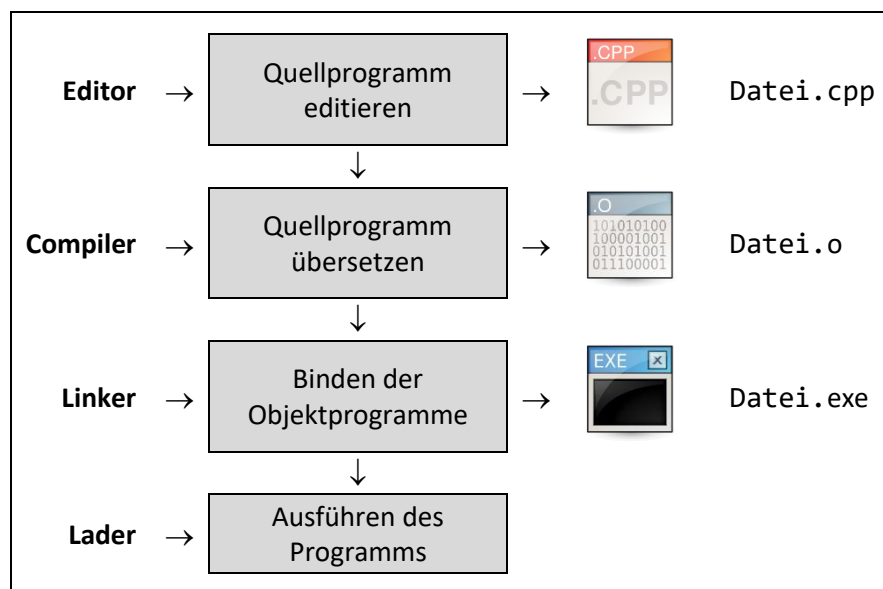 Editor → Quellprogramm editieren → .CPP .CPP Datei.cpp
↓
Compiler → Quellprogramm übersetzen → .O 101010100 100001001 010101001 011100001 Datei.o
↓
Linker → Binden der Objektprogramme → EXE Datei.exe
↓
Lader → Ausführen des Programms